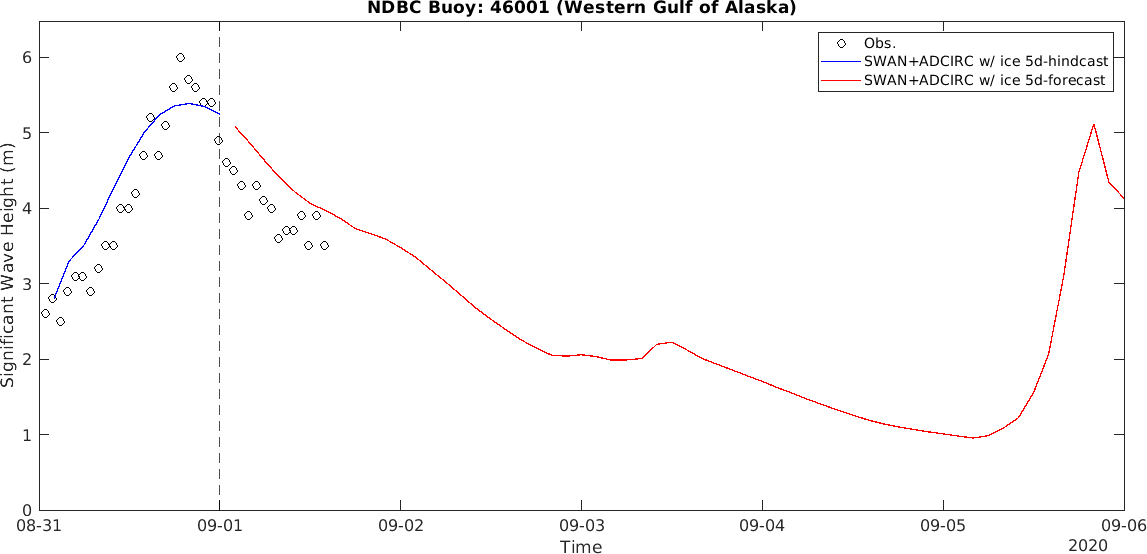 NDBC Buoy: 46001 (Western Gulf of Alaska)
Obs.
SWAN+ADCIRC w/ ice 5d-hindcast
SWAN+ADCIRC w/ ice 5d-forecast
Significant Wave Height (m)
6
5
4
3
2
1
0
08-31 09-01 09-02 09-03 09-04 09-05 09-06
Time
2020